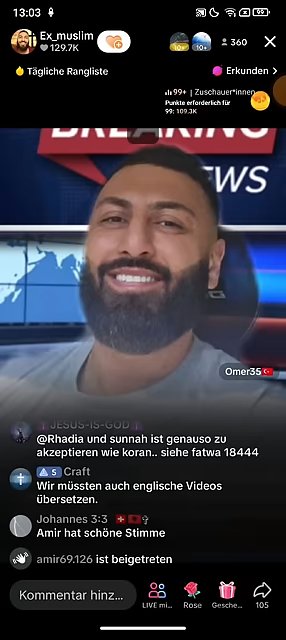 13:03
99
Ex_muslim
129.7K
10+
10+
360
Tägliche Rangliste
Erkunden >
99+ | Zuschauer*innen
Punkte erforderlich für
99: 109.3K
BREAKING
NEWS
Omer35
JESUS-IS-GOD
@Rhadia und sunnah ist genauso zu
akzeptieren wie koran.. siehe fatwa 18444
5 Craft
Wir müssten auch englische Videos
übersetzen.
Johannes 3:3
Amir hat schöne Stimme
amir69.126 ist beigetreten
Kommentar hinz...
LIVE mi...
Rose
Gesche...
105